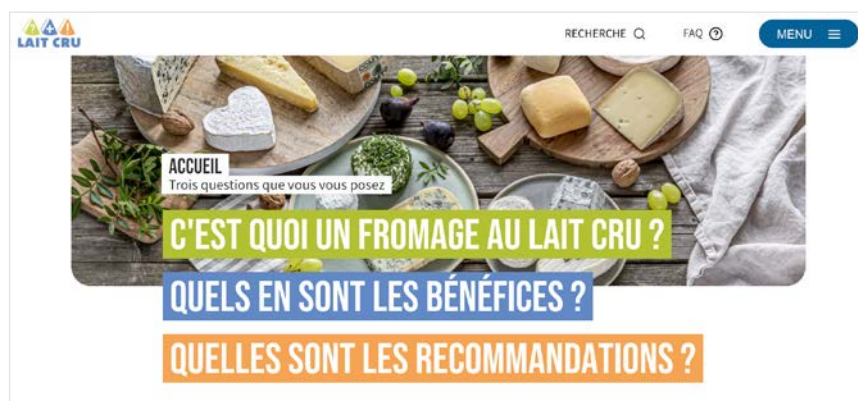 ? + !
LAIT CRU
RECHERCHE
FAQ ?
MENU
ACCUEIL
Trois questions que vous vous posez
C'EST QUOI UN FROMAGE AU LAIT CRU ?
QUELS EN SONT LES BÉNÉFICES ?
QUELLES SONT LES RECOMMANDATIONS ?